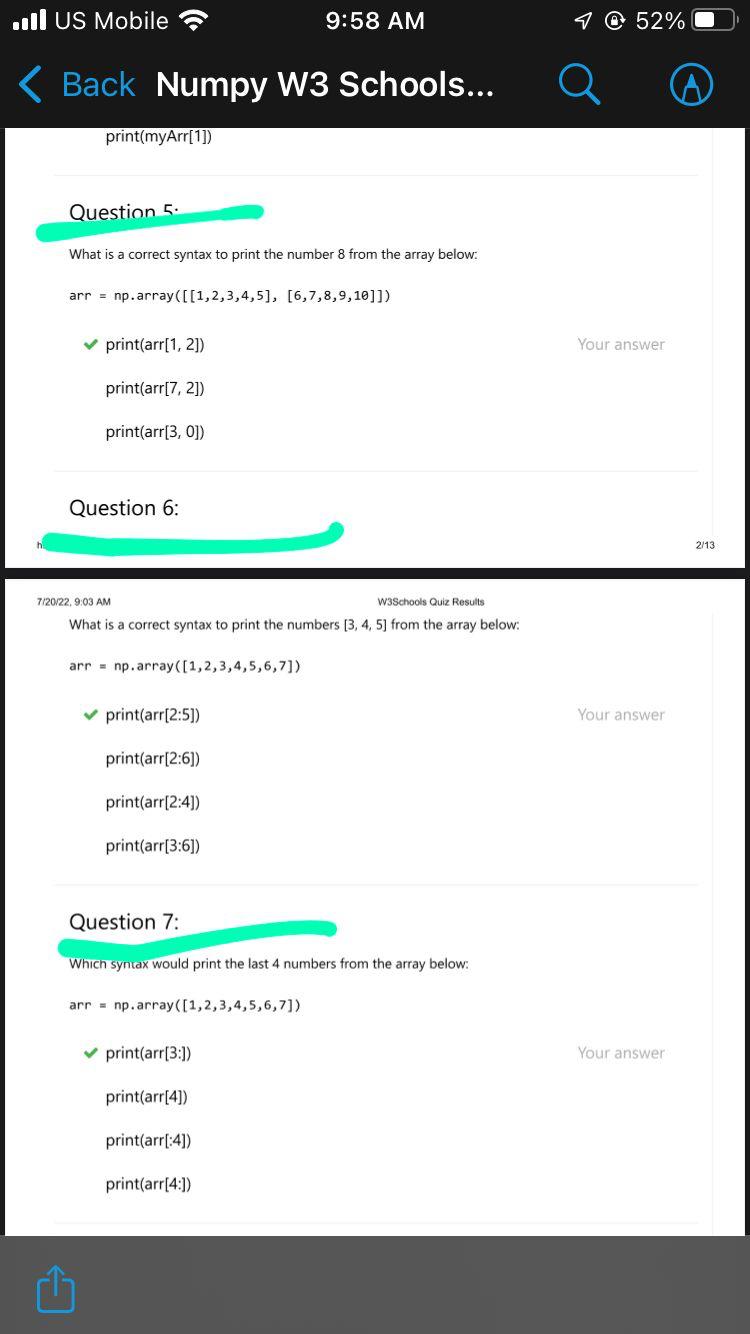 US Mobile 9:58 AM 52%
Back Numpy W3 Schools...
print(myArr[1])
Question 5:
What is a correct syntax to print the number 8 from the array below:
arr = np.array([[1,2,3,4,5], [6,7,8,9,10]])
print(arr[1, 2]) Your answer
print(arr[7, 2])
print(arr[3, 0])
Question 6:
2/13
7/20/22, 9:03 AM W3Schools Quiz Results
What is a correct syntax to print the numbers [3, 4, 5] from the array below:
arr = np.array([1,2,3,4,5,6,7])
print(arr[2:5]) Your answer
print(arr[2:6])
print(arr[2:4])
print(arr[3:6])
Question 7:
Which syntax would print the last 4 numbers from the array below:
arr = np.array([1,2,3,4,5,6,7])
print(arr[3:]) Your answer
print(arr[4])
print(arr[:4])
print(arr[4:])